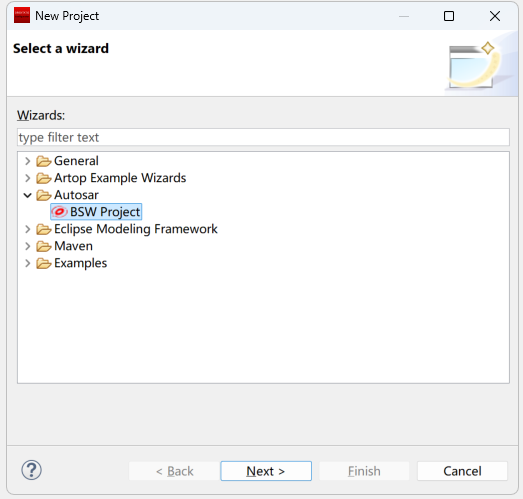 New Project
Select a wizard
Wizards:
type filter text
General
Artop Example Wizards
Autosar
BSW Project
Eclipse Modeling Framework
Maven
Examples
?
< Back
Next >
Finish
Cancel